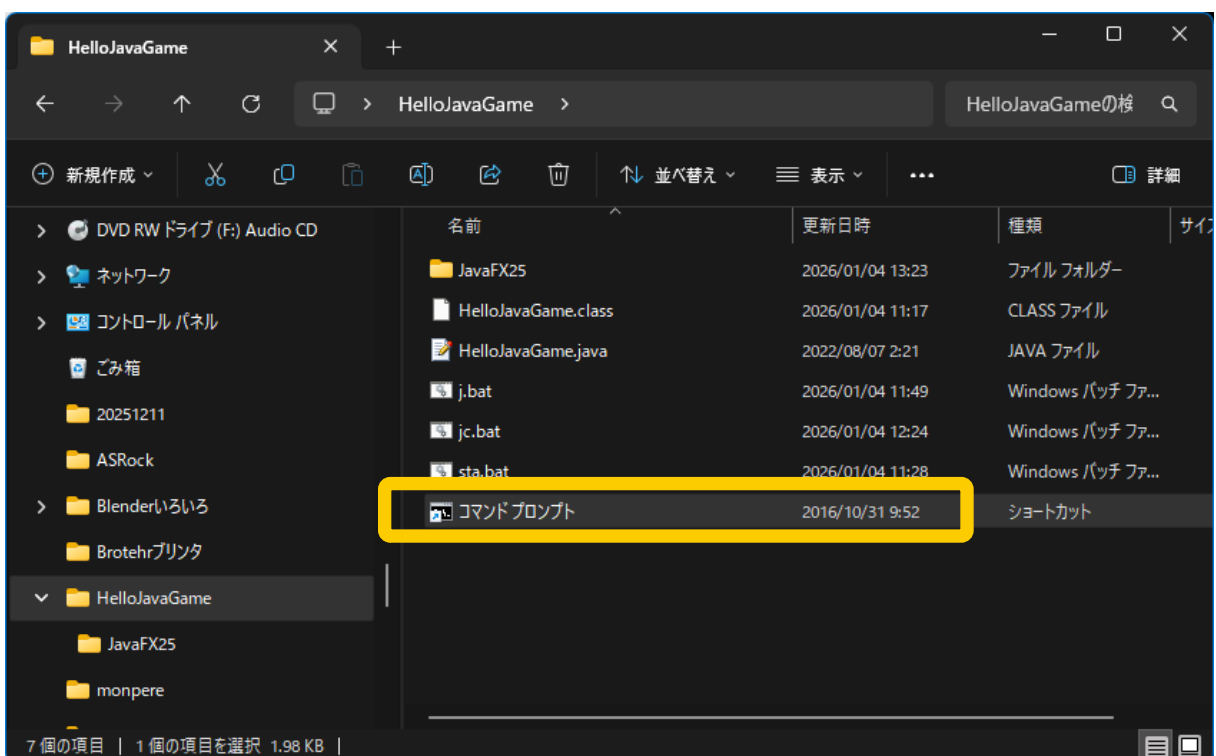 HelloJavaGame
HelloJavaGame
HelloJavaGameの検
新規作成
並べ替え
表示
詳細
DVD RW ドライブ (F:) Audio CD
ネットワーク
コントロール パネル
ごみ箱
20251211
ASRock
Blenderいろいろ
Brotehrプリンタ
HelloJavaGame
JavaFX25
monpere
名前 更新日時 種類 サイズ
JavaFX25 2026/01/04 13:23 ファイル フォルダー
HelloJavaGame.class 2026/01/04 11:17 CLASS ファイル
HelloJavaGame.java 2022/08/07 2:21 JAVA ファイル
j.bat 2026/01/04 11:49 Windows バッチ ファ...
jc.bat 2026/01/04 12:24 Windows バッチ ファ...
sta.bat 2026/01/04 11:28 Windows バッチ ファ...
コマンド プロンプト 2016/10/31 9:52 ショートカット
7 個の項目 | 1 個の項目を選択 1.98 KB |